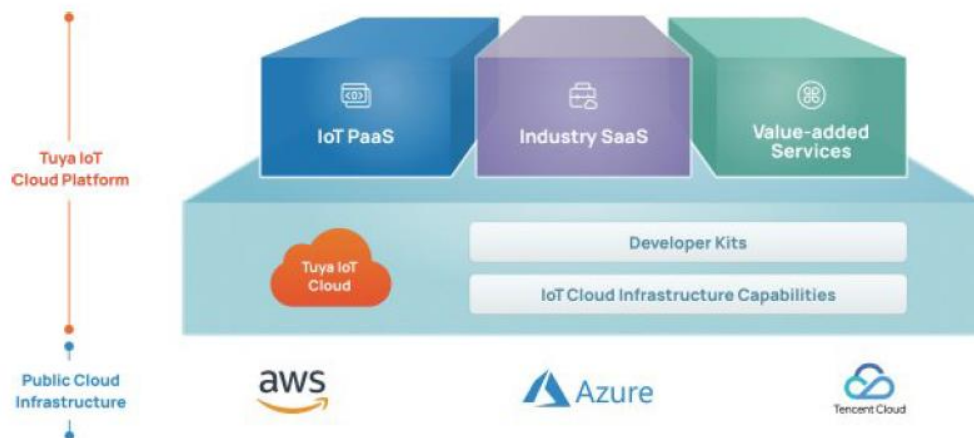 IoT PaaS
Industry SaaS
Value-added
Services
Tuya IoT
Cloud Platform
Developer Kits
Tuya IoT
Cloud
IoT Cloud Infrastructure Capabilities
Public Cloud
Infrastructure
aws
Azure
Tencent Cloud